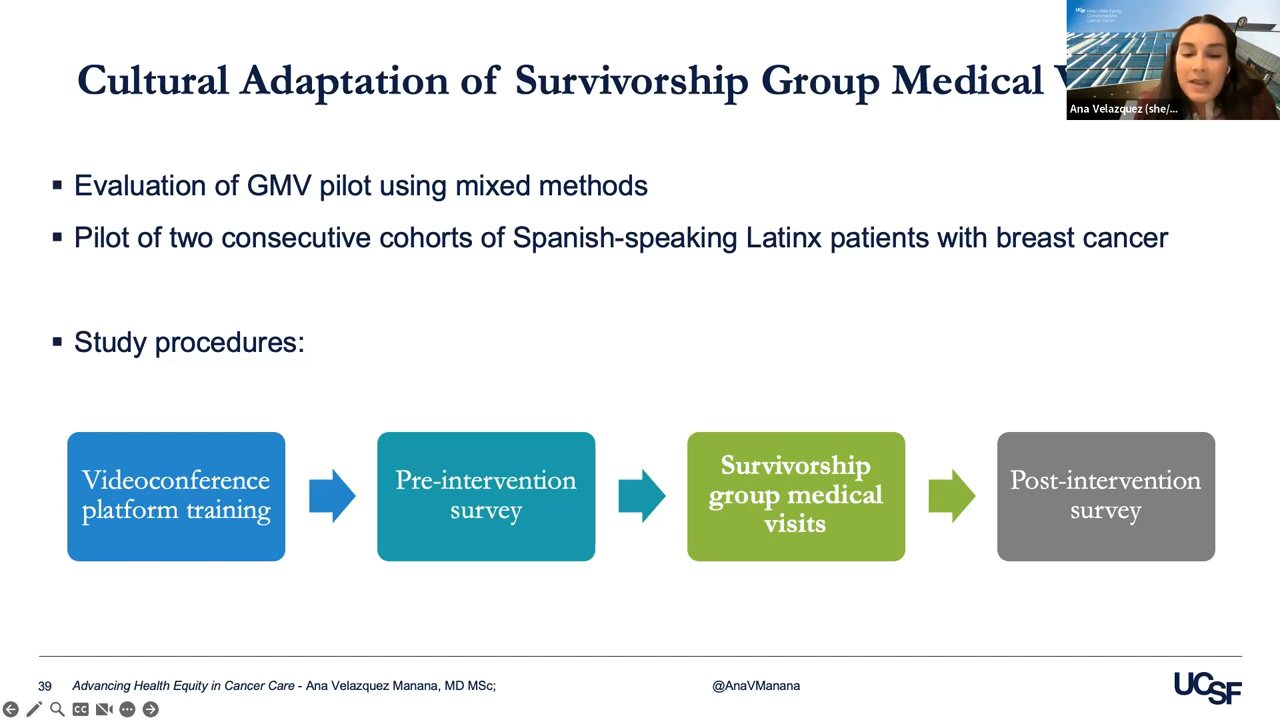 Cultural Adaptation of Survivorship Group Medical
Ana Velazquez (she/...
▪ Evaluation of GMV pilot using mixed methods
▪ Pilot of two consecutive cohorts of Spanish-speaking Latinx patients with breast cancer
▪ Study procedures:
Videoconference
platform training
Pre-intervention
survey
Survivorship
group medical
visits
Post-intervention
survey
39 Advancing Health Equity in Cancer Care - Ana Velazquez Manana, MD MSc; @AnaVManana
UCSF
CC